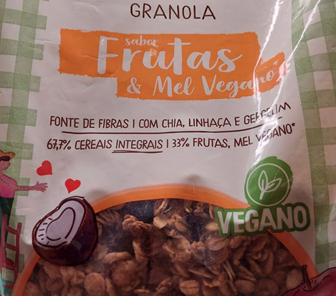 GRANOLA
sabor
Frutas
& Mel Vegano*
FONTE DE FIBRAS | COM CHIA, LINHAÇA E GERGELIM
67,7% CEREAIS INTEGRAIS | 33% FRUTAS, MEL VEGANO*
VEGANO